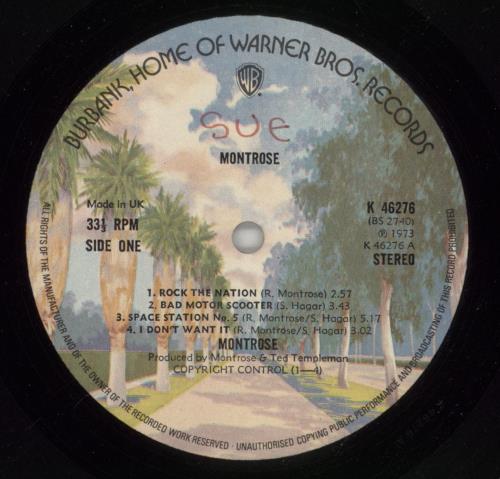 BURBANK, HOME OF WARNER BROS. RECORDS
WB
SUE
MONTROSE
Made in UK
33⅓ RPM
SIDE ONE
K 46276
(BS 2740)
℗ 1973
K 46276 A
STEREO
1. ROCK THE NATION (R. Montrose) 2.57
2. BAD MOTOR SCOOTER (S. Hagar) 3.43
3. SPACE STATION No. 5 (R. Montrose/S. Hagar) 5.17
4. I DON'T WANT IT (R. Montrose/S. Hagar) 3.02
MONTROSE
Produced by Montrose & Ted Templeman
COPYRIGHT CONTROL (1—4)
ALL RIGHTS OF THE MANUFACTURER AND OF THE OWNER OF THE RECORDED WORK RESERVED · UNAUTHORISED COPYING PUBLIC PERFORMANCE AND BROADCASTING OF THIS RECORD PROHIBITED